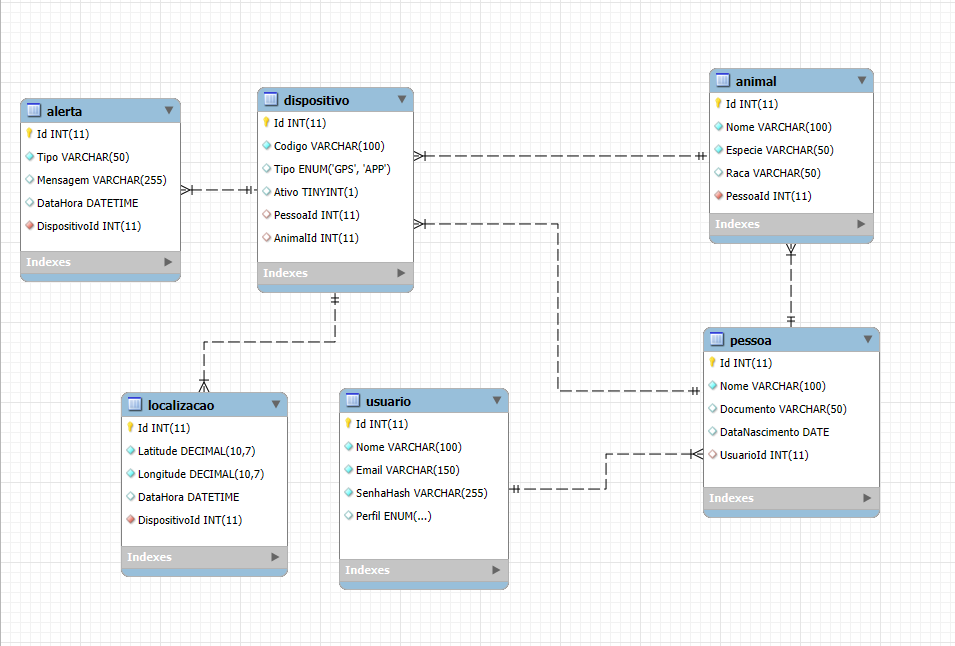 alerta
Id INT(11)
Tipo VARCHAR(50)
Mensagem VARCHAR(255)
DataHora DATETIME
DispositivoId INT(11)
Indexes
dispositivo
Id INT(11)
Codigo VARCHAR(100)
Tipo ENUM('GPS', 'APP')
Ativo TINYINT(1)
PessoaId INT(11)
AnimalId INT(11)
Indexes
animal
Id INT(11)
Nome VARCHAR(100)
Especie VARCHAR(50)
Raca VARCHAR(50)
PessoaId INT(11)
Indexes
localizacao
Id INT(11)
Latitude DECIMAL(10,7)
Longitude DECIMAL(10,7)
DataHora DATETIME
DispositivoId INT(11)
Indexes
usuario
Id INT(11)
Nome VARCHAR(100)
Email VARCHAR(150)
SenhaHash VARCHAR(255)
Perfil ENUM(...)
Indexes
pessoa
Id INT(11)
Nome VARCHAR(100)
Documento VARCHAR(50)
DataNascimento DATE
UsuarioId INT(11)
Indexes